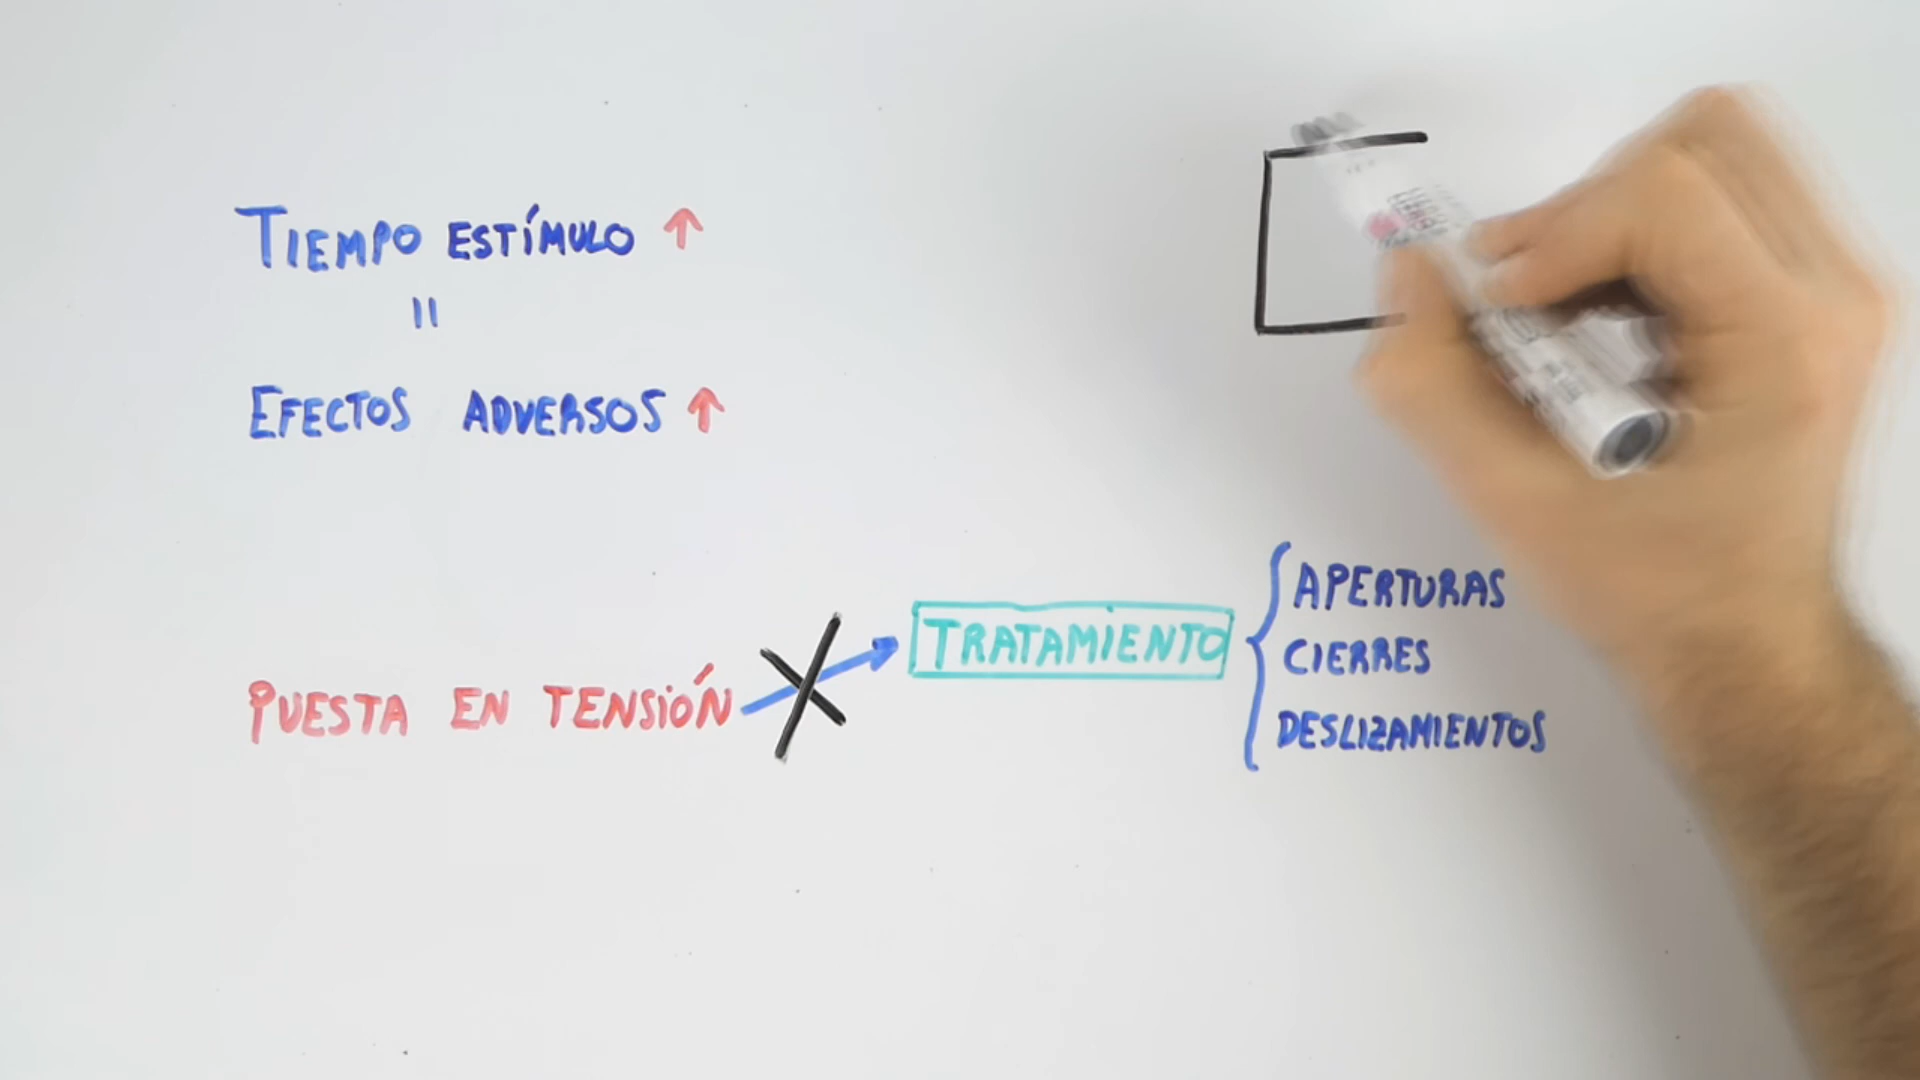 TIEMPO ESTÍMULO ↑
=
EFECTOS ADVERSOS ↑
PUESTA EN TENSIÓN
TRATAMIENTO
APERTURAS
CIERRES
DESLIZAMIENTOS